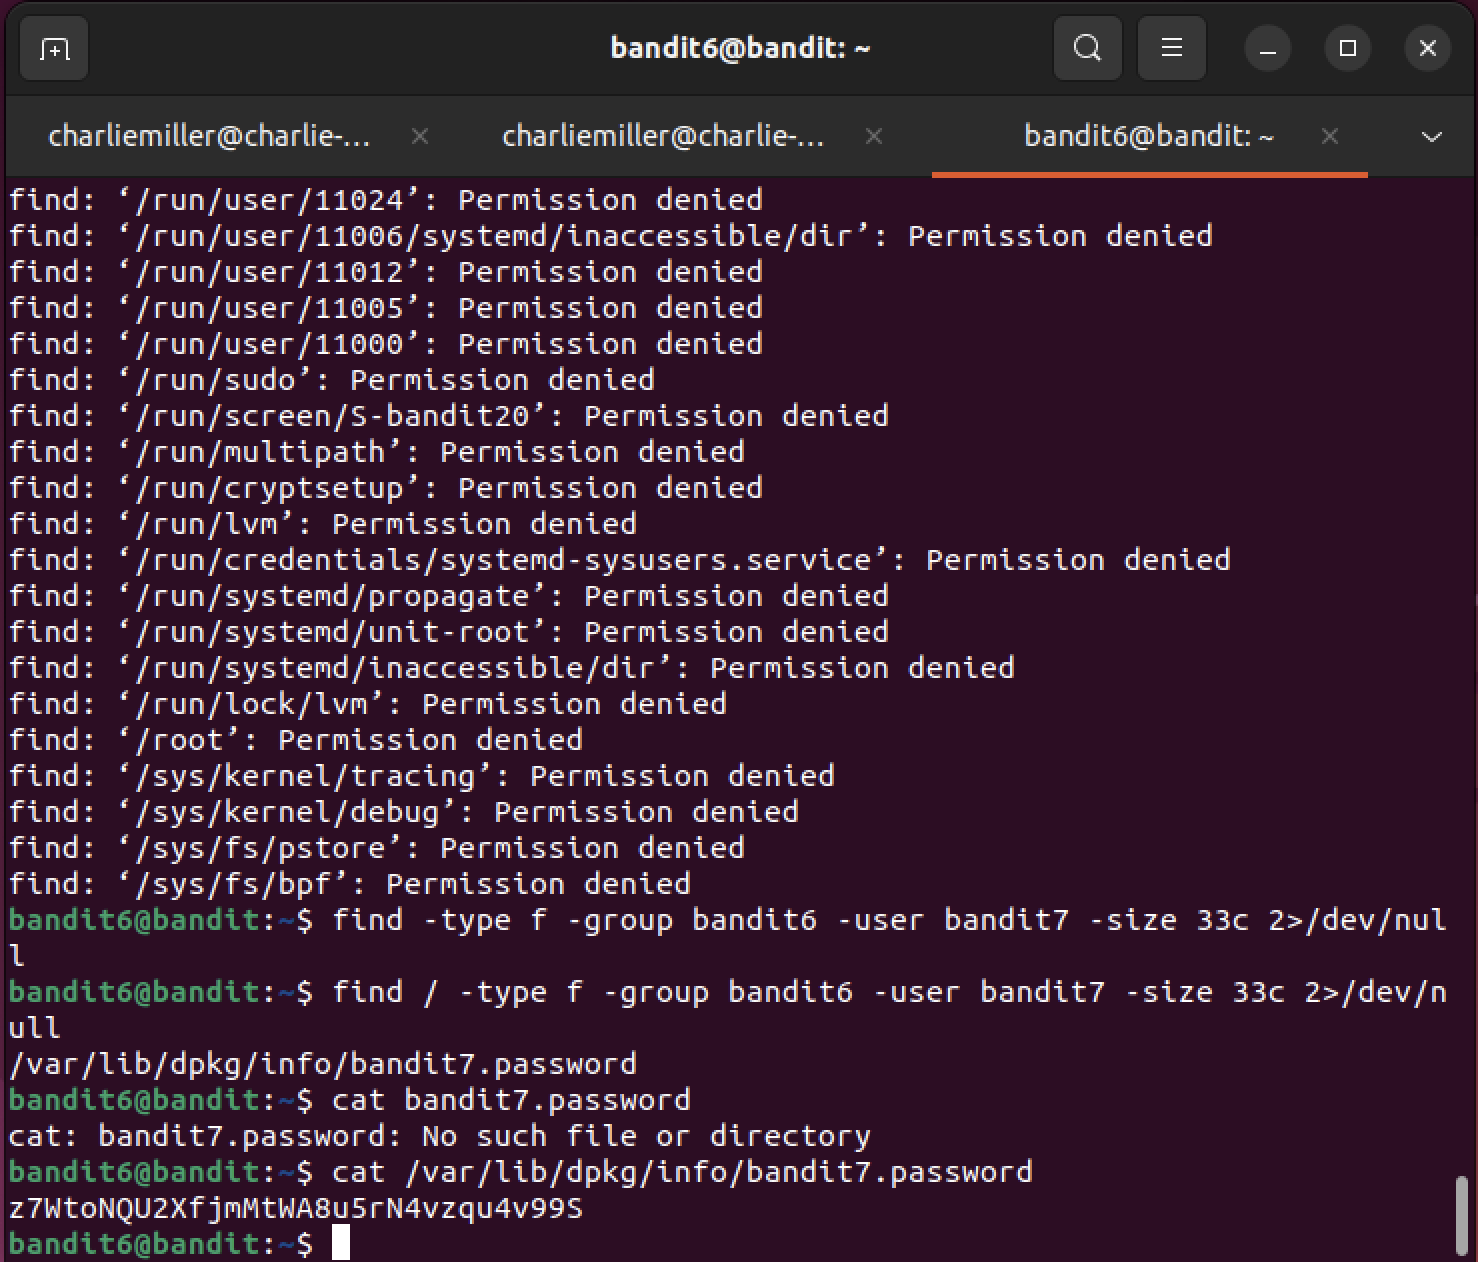 bandit6@bandit: ~
charliemiller@charlie-...
charliemiller@charlie-...
bandit6@bandit: ~
find: ‘/run/user/11024’: Permission denied
find: ‘/run/user/11006/systemd/inaccessible/dir’: Permission denied
find: ‘/run/user/11012’: Permission denied
find: ‘/run/user/11005’: Permission denied
find: ‘/run/user/11000’: Permission denied
find: ‘/run/sudo’: Permission denied
find: ‘/run/screen/S-bandit20’: Permission denied
find: ‘/run/multipath’: Permission denied
find: ‘/run/cryptsetup’: Permission denied
find: ‘/run/lvm’: Permission denied
find: ‘/run/credentials/systemd-sysusers.service’: Permission denied
find: ‘/run/systemd/propagate’: Permission denied
find: ‘/run/systemd/unit-root’: Permission denied
find: ‘/run/systemd/inaccessible/dir’: Permission denied
find: ‘/run/lock/lvm’: Permission denied
find: ‘/root’: Permission denied
find: ‘/sys/kernel/tracing’: Permission denied
find: ‘/sys/kernel/debug’: Permission denied
find: ‘/sys/fs/pstore’: Permission denied
find: ‘/sys/fs/bpf’: Permission denied
bandit6@bandit:~$ find -type f -group bandit6 -user bandit7 -size 33c 2>/dev/nul
l
bandit6@bandit:~$ find / -type f -group bandit6 -user bandit7 -size 33c 2>/dev/n
ull
/var/lib/dpkg/info/bandit7.password
bandit6@bandit:~$ cat bandit7.password
cat: bandit7.password: No such file or directory
bandit6@bandit:~$ cat /var/lib/dpkg/info/bandit7.password
z7WtoNQU2XfjmMtWA8u5rN4vzqu4v99S
bandit6@bandit:~$